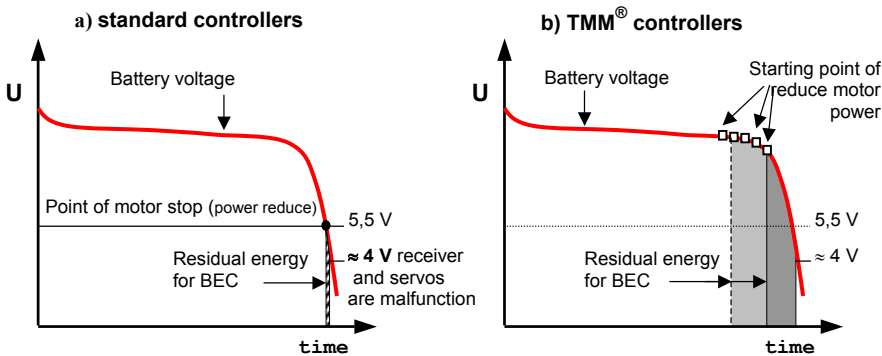 a) standard controllers
U
Battery voltage
Point of motor stop (power reduce)
5,5 V
≈ 4 V receiver
and servos
are malfunction
Residual energy
for BEC
time
b) TMM® controllers
U
Battery voltage
Starting point of
reduce motor
power
5,5 V
≈ 4 V
Residual energy
for BEC
time